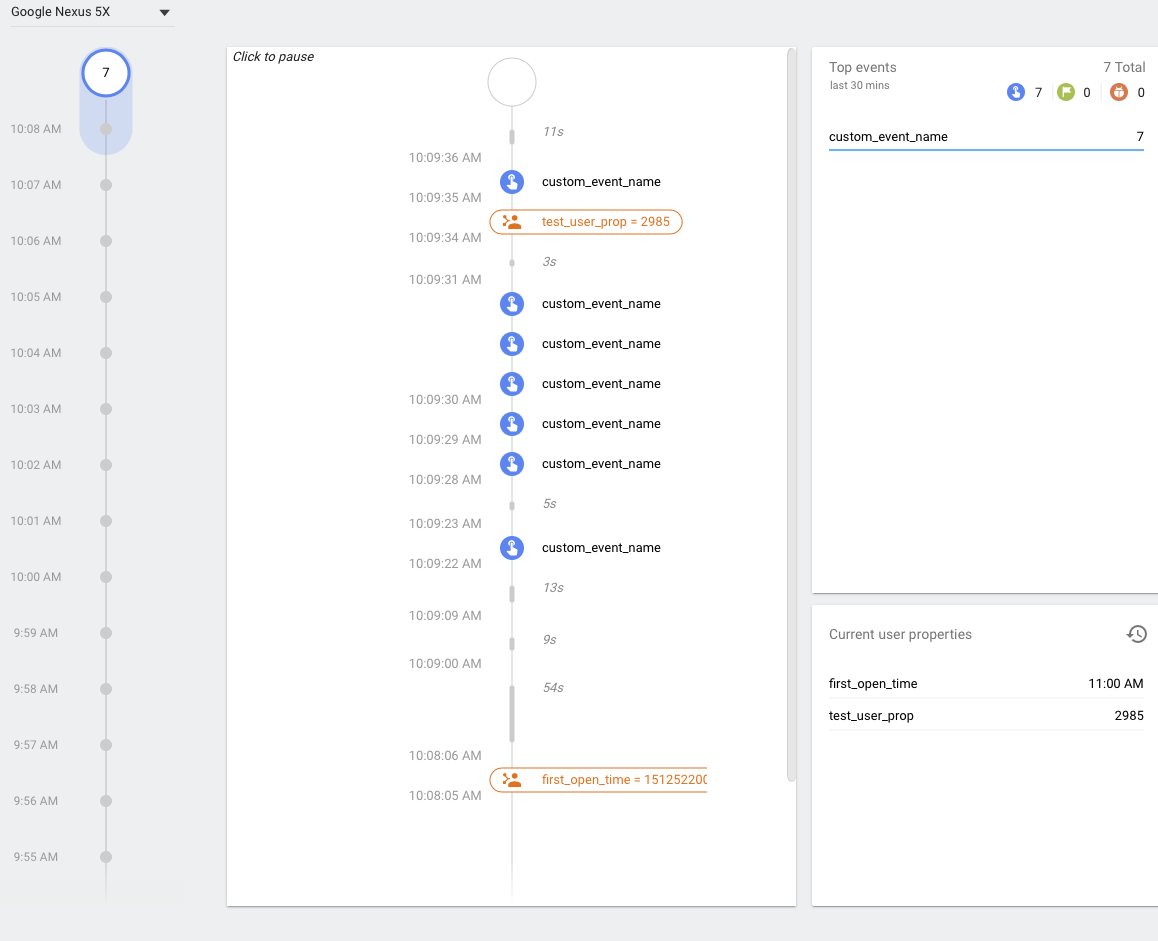 Google Nexus 5X
7
10:08 AM
10:07 AM
10:06 AM
10:05 AM
10:04 AM
10:03 AM
10:02 AM
10:01 AM
10:00 AM
9:59 AM
9:58 AM
9:57 AM
9:56 AM
9:55 AM
Click to pause
11s
10:09:36 AM
custom_event_name
10:09:35 AM
test_user_prop = 2985
10:09:34 AM
3s
10:09:31 AM
custom_event_name
custom_event_name
custom_event_name
10:09:30 AM
custom_event_name
10:09:29 AM
custom_event_name
10:09:28 AM
5s
10:09:23 AM
custom_event_name
10:09:22 AM
13s
10:09:09 AM
9s
10:09:00 AM
54s
10:08:06 AM
first_open_time = 151252200
10:08:05 AM
Top events 7 Total
last 30 mins
7 0 0
custom_event_name 7
Current user properties
first_open_time 11:00 AM
test_user_prop 2985